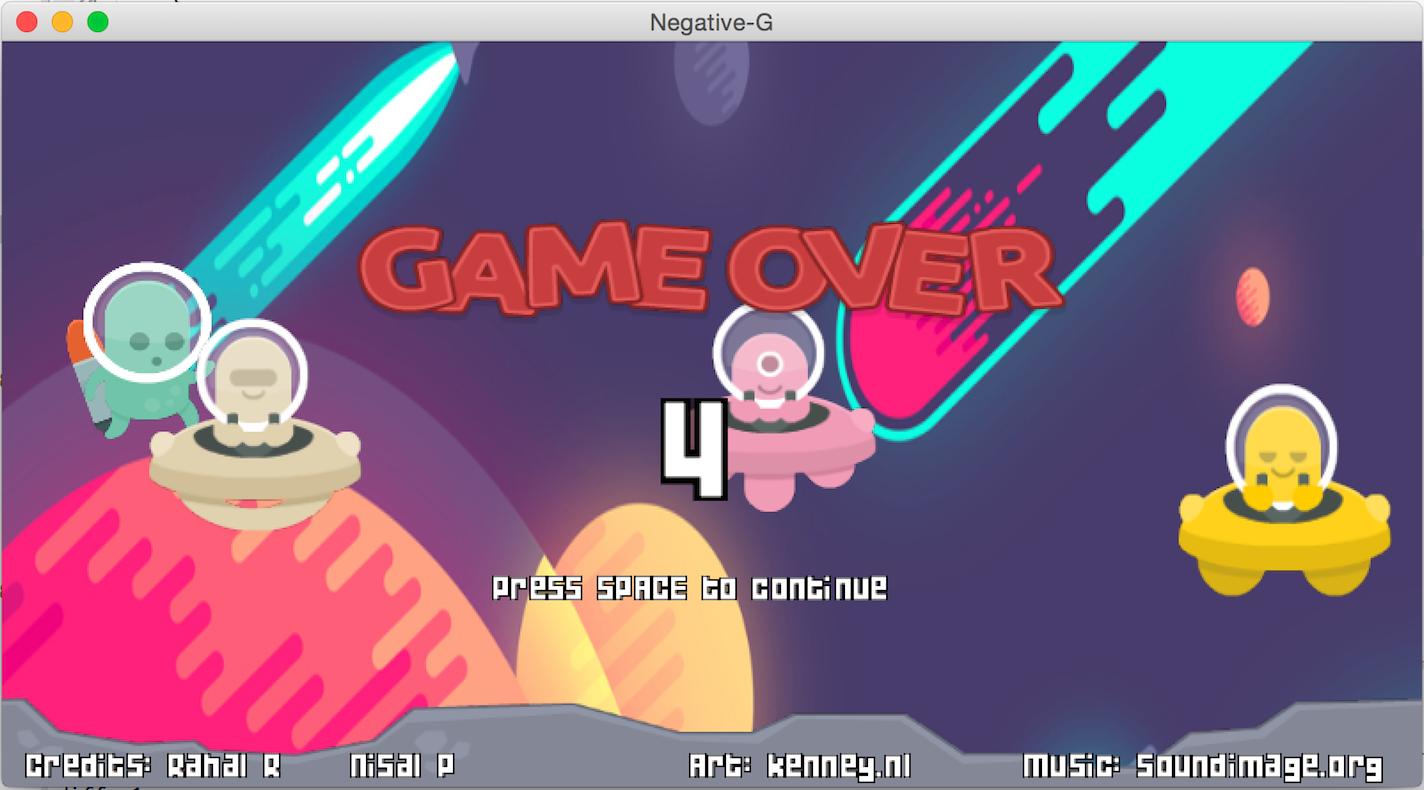 Negative-G
GAME OVER
4
press SPACE to continue
Credits: Rahal R    Nisal P    Art: kenney.nl    Music: soundimage.org